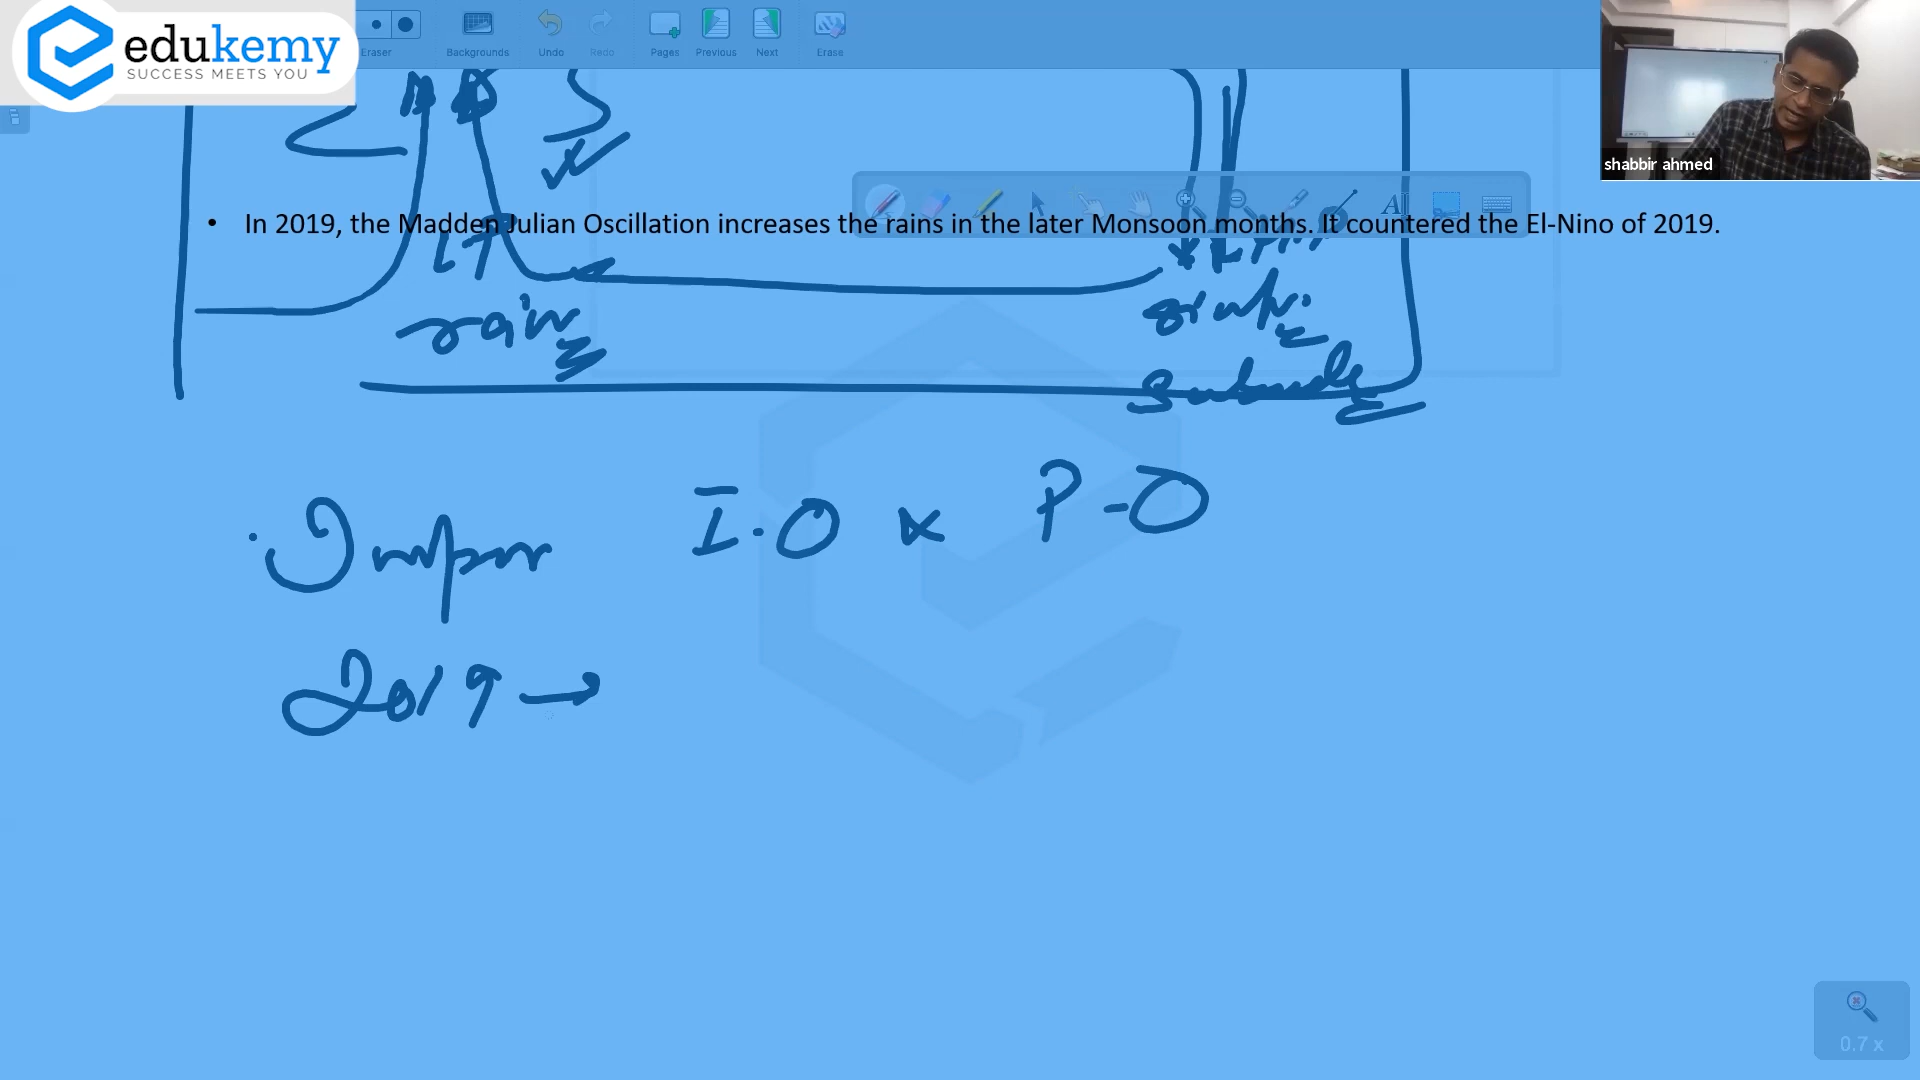 edukemy
SUCCESS MEETS YOU
Eraser
Backgrounds
Undo
Redo
Pages
Previous
Next
Erase
shabbir ahmed
• In 2019, the Madden Julian Oscillation increases the rains in the later Monsoon months. It countered the El-Nino of 2019.
LP
rain
I.O & P-O
2019 →
0.7 x